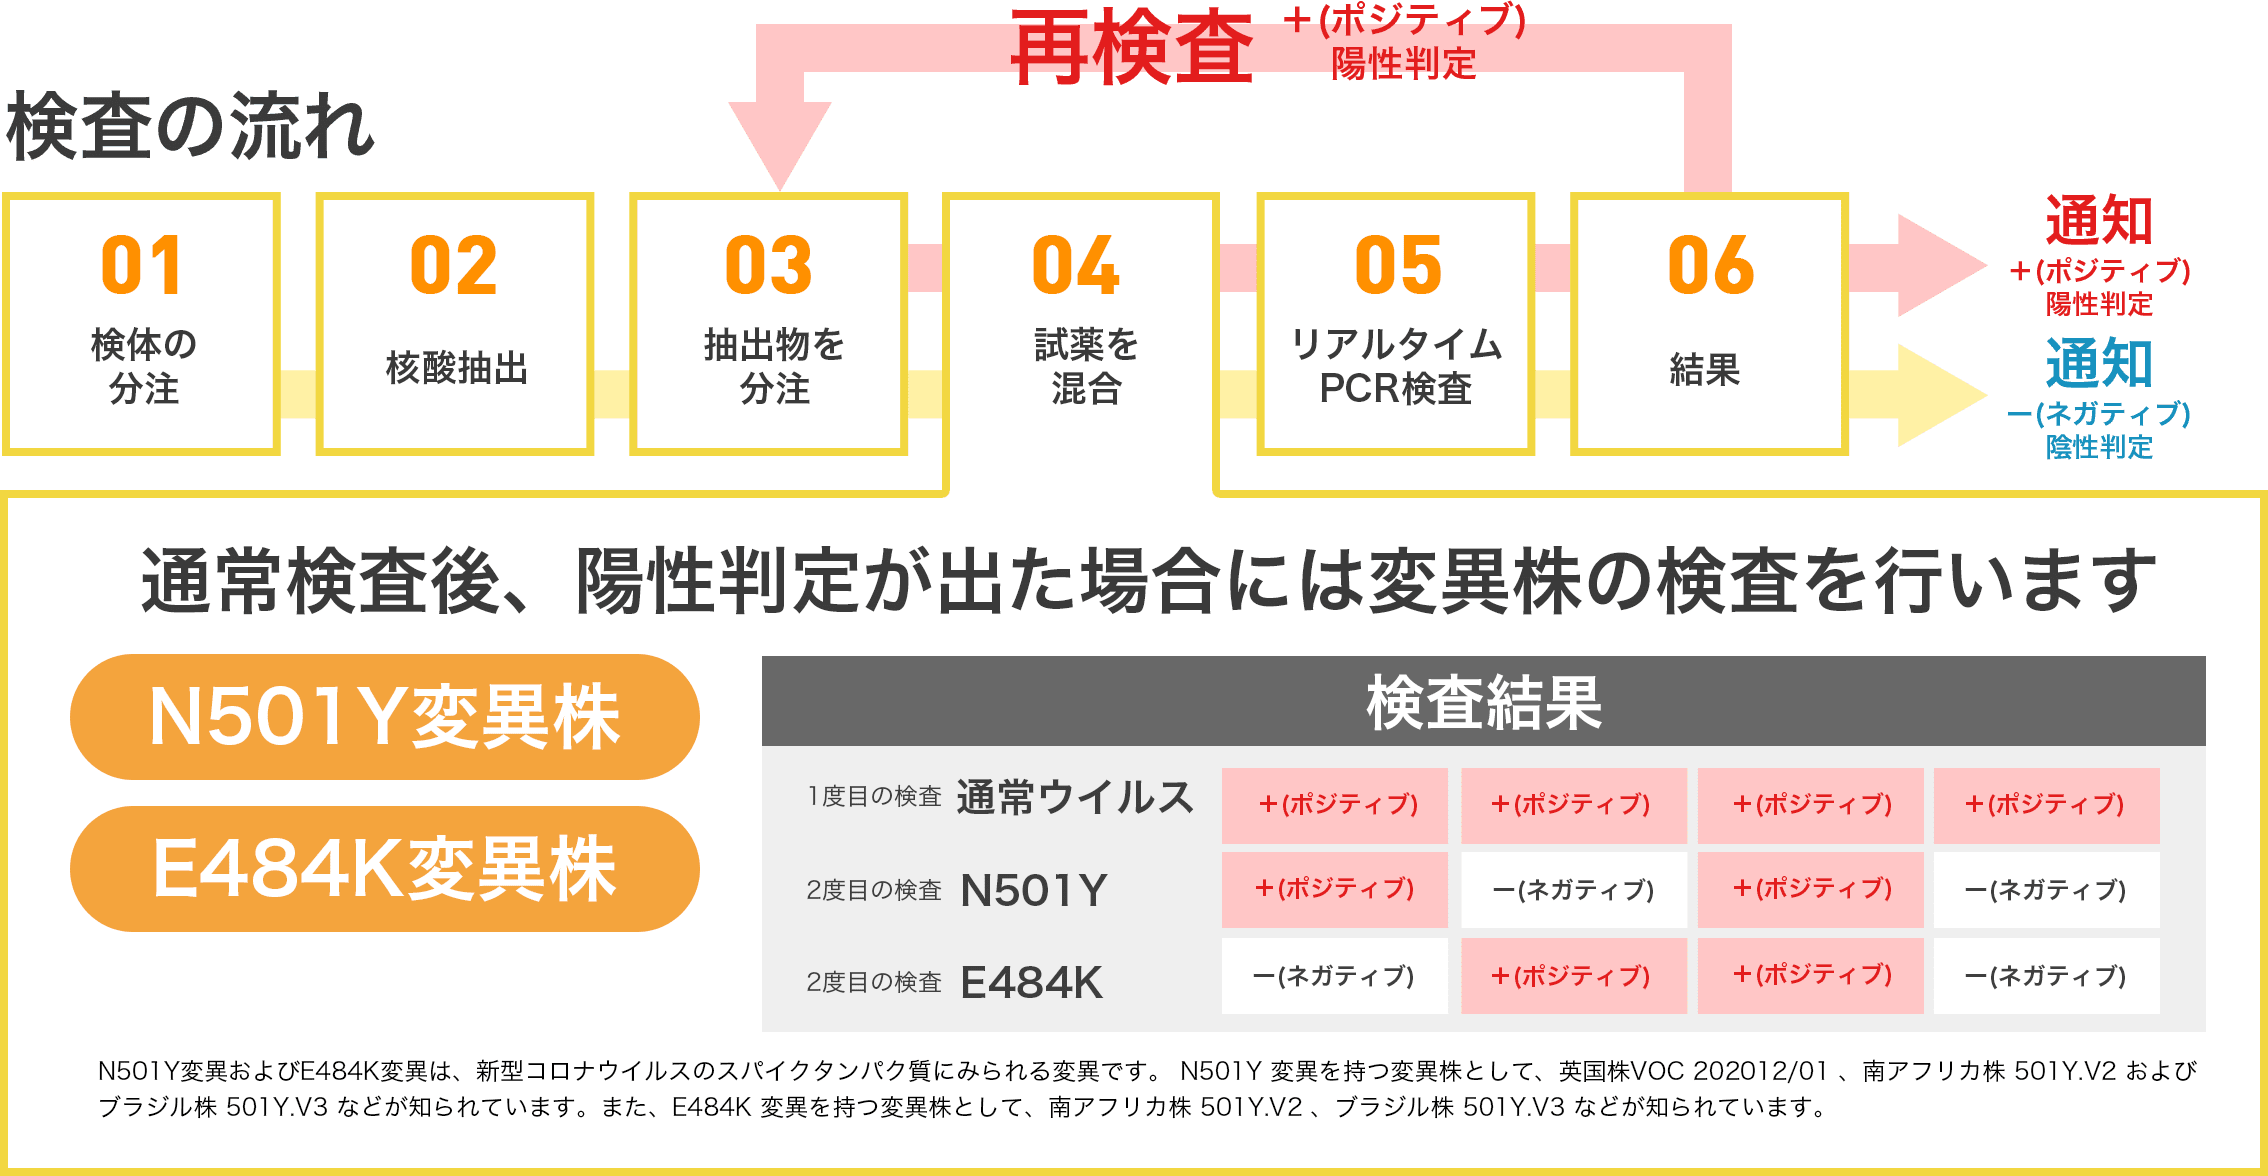 再検査
＋(ポジティブ)
陽性判定
検査の流れ
01
検体の
分注
02
核酸抽出
03
抽出物を
分注
04
試薬を
混合
05
リアルタイム
PCR検査
06
結果
通知
＋(ポジティブ)
陽性判定
通知
ー(ネガティブ)
陰性判定
通常検査後、陽性判定が出た場合には変異株の検査を行います
N501Y変異株
E484K変異株
検査結果
1度目の検査 通常ウイルス ＋(ポジティブ) ＋(ポジティブ) ＋(ポジティブ) ＋(ポジティブ)
2度目の検査 N501Y ＋(ポジティブ) ー(ネガティブ) ＋(ポジティブ) ー(ネガティブ)
2度目の検査 E484K ー(ネガティブ) ＋(ポジティブ) ＋(ポジティブ) ー(ネガティブ)
N501Y変異およびE484K変異は、新型コロナウイルスのスパイクタンパク質にみられる変異です。 N501Y 変異を持つ変異株として、英国株VOC 202012/01 、南アフリカ株 501Y.V2 および
ブラジル株 501Y.V3 などが知られています。また、E484K 変異を持つ変異株として、南アフリカ株 501Y.V2 、ブラジル株 501Y.V3 などが知られています。